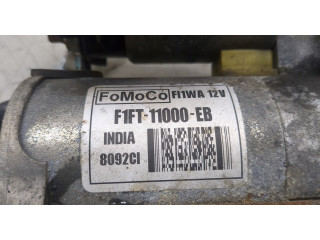 FoMoCo FI1WA 12V
F1FT-11000-EB
INDIA
8092CI